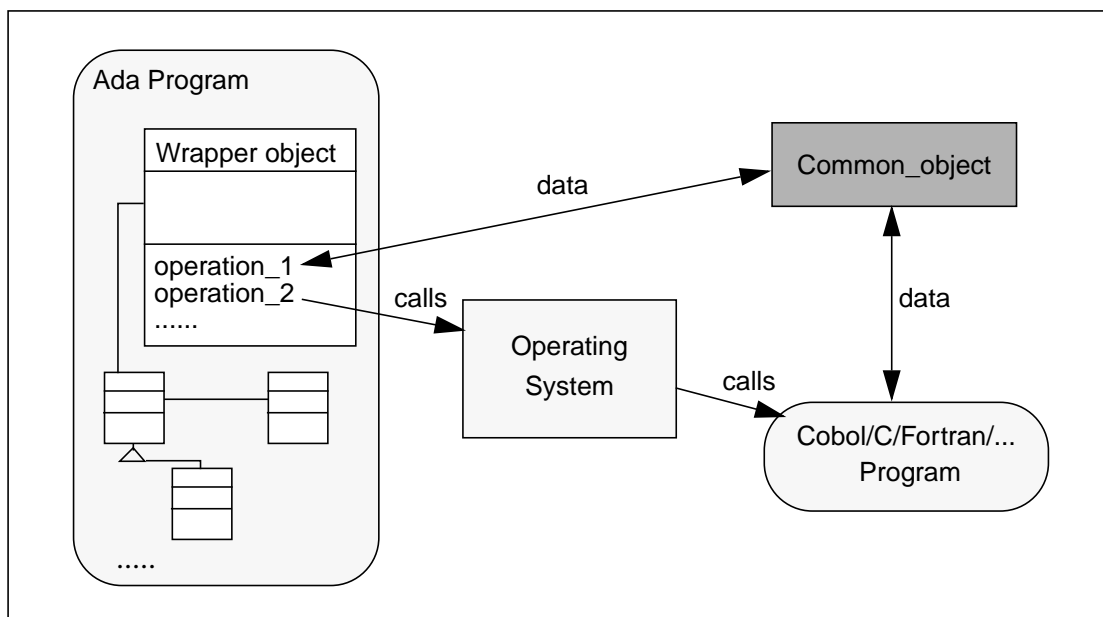 Ada Program
Wrapper object
operation_1
operation_2
......
.....
data
calls
Operating
System
calls
Common_object
data
Cobol/C/Fortran/...
Program